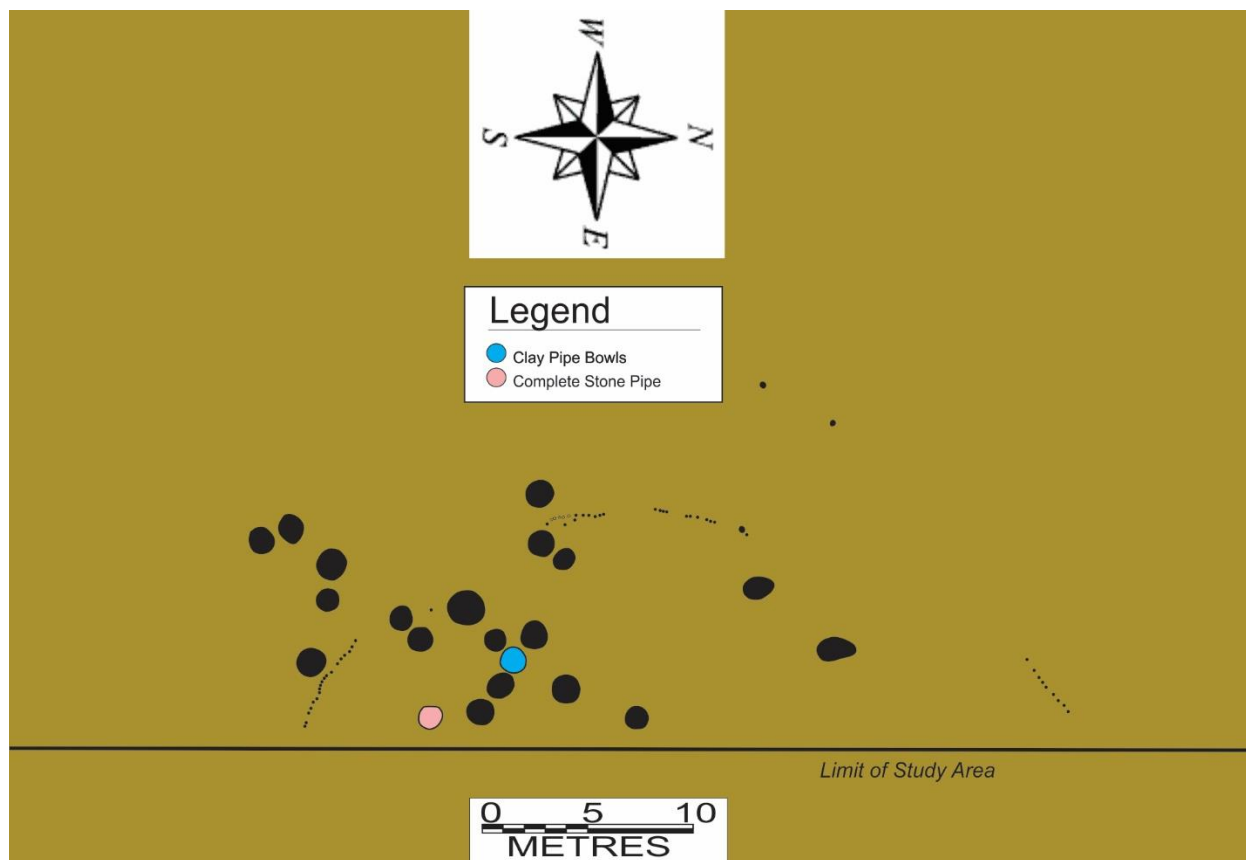 W
S N
E
Legend
Clay Pipe Bowls
Complete Stone Pipe
Limit of Study Area
0 5 10
METRES